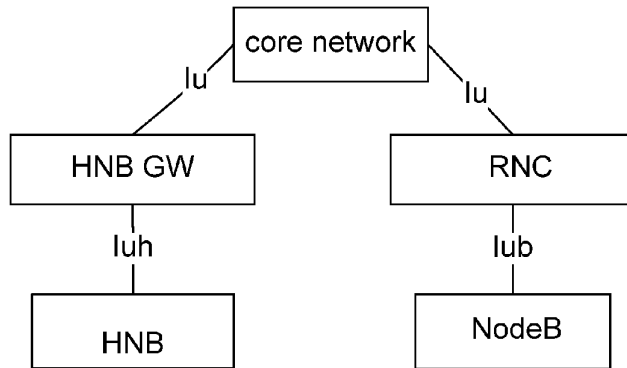 core network
Iu
Iu
HNB GW
RNC
Iuh
Iub
HNB
NodeB